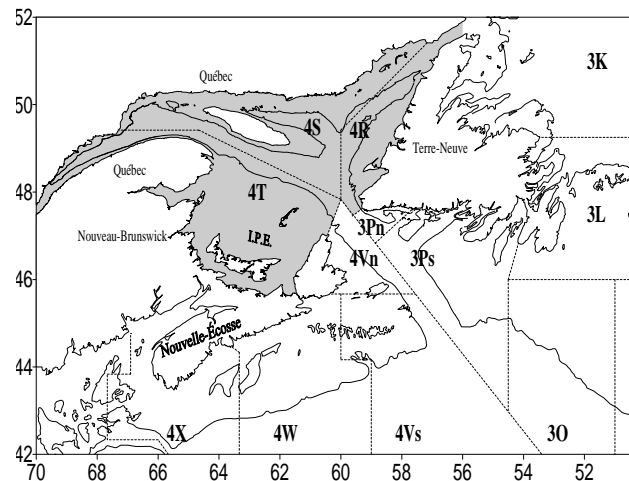 52
3K
Québec
50
4S
4R
Terre-Neuve
Québec
48
4T
3L
Nouveau-Brunswick
I.P.E.
3Pn
4Vn
3Ps
46
Nouvelle-Écosse
44
4X
4W
4Vs
3O
42
70 68 66 64 62 60 58 56 54 52